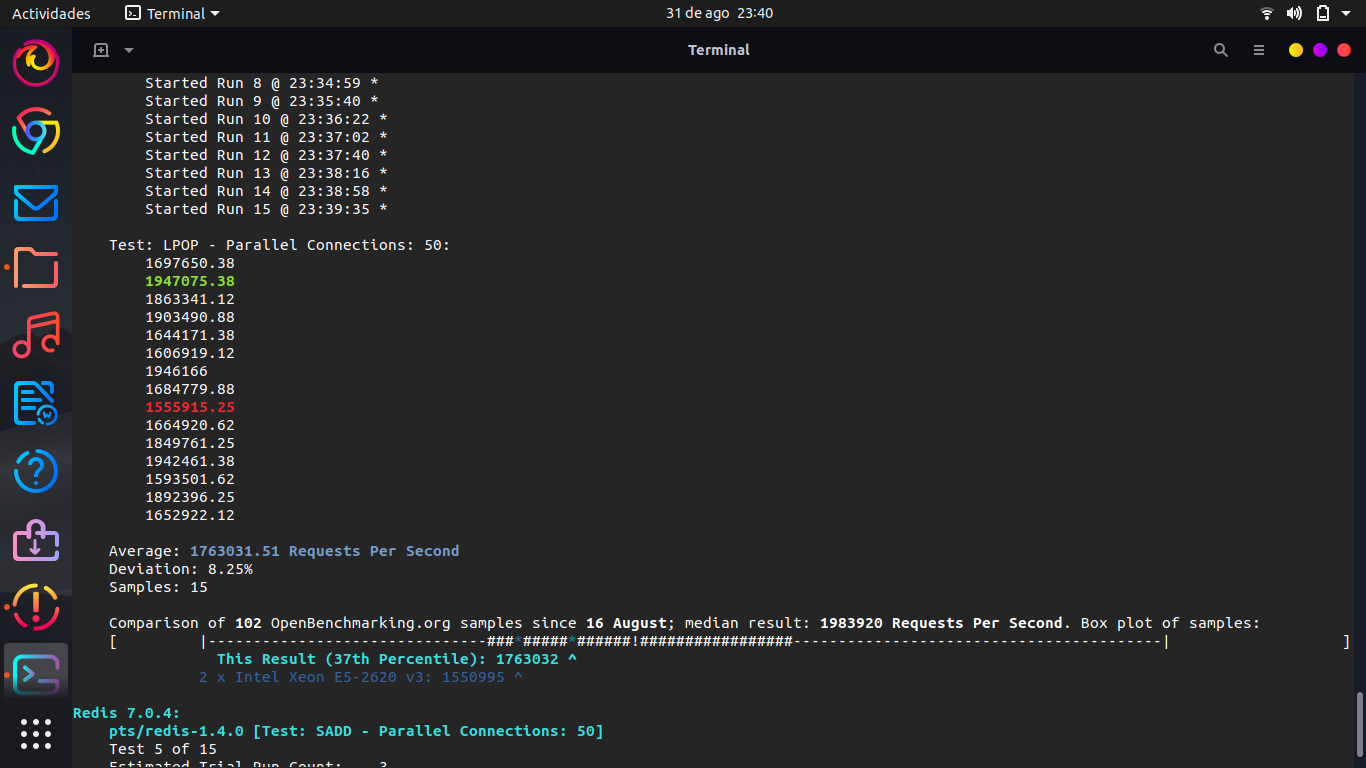 Actividades Terminal 31 de ago 23:40
Terminal
Started Run 8 @ 23:34:59 *
Started Run 9 @ 23:35:40 *
Started Run 10 @ 23:36:22 *
Started Run 11 @ 23:37:02 *
Started Run 12 @ 23:37:40 *
Started Run 13 @ 23:38:16 *
Started Run 14 @ 23:38:58 *
Started Run 15 @ 23:39:35 *
Test: LPOP - Parallel Connections: 50:
1697650.38
1947075.38
1863341.12
1903490.88
1644171.38
1606919.12
1946166
1684779.88
1555915.25
1664920.62
1849761.25
1942461.38
1593501.62
1892396.25
1652922.12
Average: 1763031.51 Requests Per Second
Deviation: 8.25%
Samples: 15
Comparison of 102 OpenBenchmarking.org samples since 16 August; median result: 1983920 Requests Per Second. Box plot of samples:
[         |-------------------------------###*#####*######!#################-----------------------------------------|                   ]
This Result (37th Percentile): 1763032 ^
2 x Intel Xeon E5-2620 v3: 1550995 ^
Redis 7.0.4:
pts/redis-1.4.0 [Test: SADD - Parallel Connections: 50]
Test 5 of 15
Estimated Trial Run Count: 3